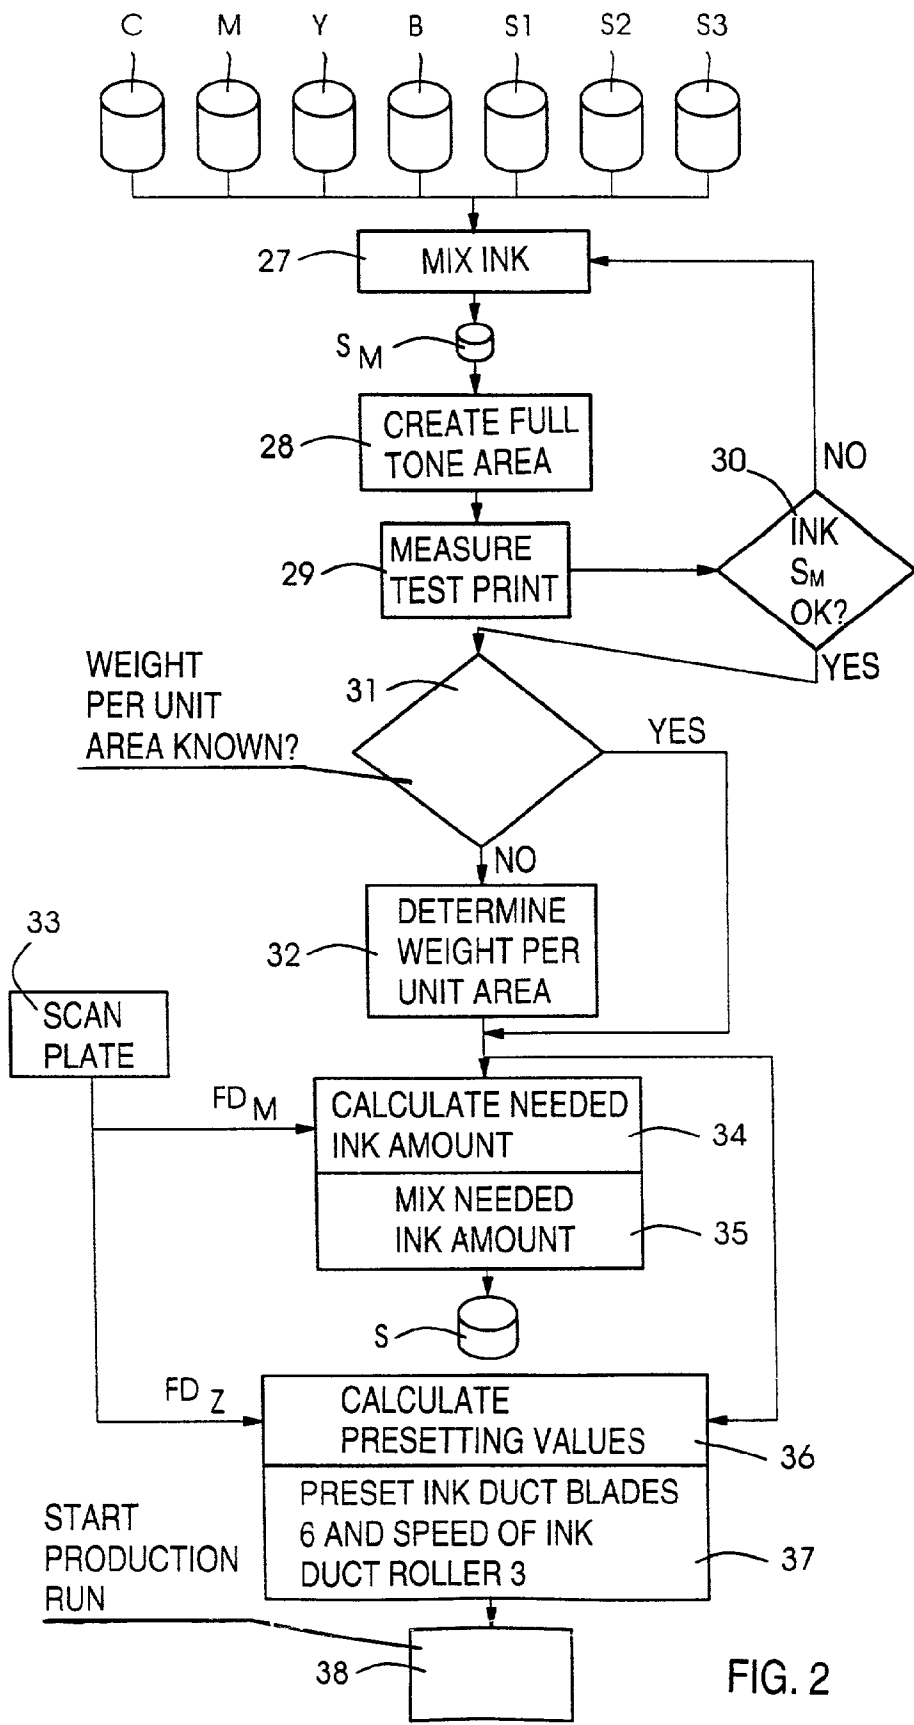 C M Y B S1 S2 S3
27
MIX INK
S M
28
CREATE FULL
TONE AREA
30
NO
INK
SM
OK?
29
MEASURE
TEST PRINT
YES
WEIGHT
PER UNIT
AREA KNOWN?
31
YES
NO
32
DETERMINE
WEIGHT PER
UNIT AREA
33
SCAN
PLATE
FD M
CALCULATE NEEDED
INK AMOUNT
34
MIX NEEDED
INK AMOUNT
35
S
FD Z
CALCULATE
PRESETTING VALUES
36
PRESET INK DUCT BLADES
6 AND SPEED OF INK
DUCT ROLLER 3
37
START
PRODUCTION
RUN
38
FIG. 2